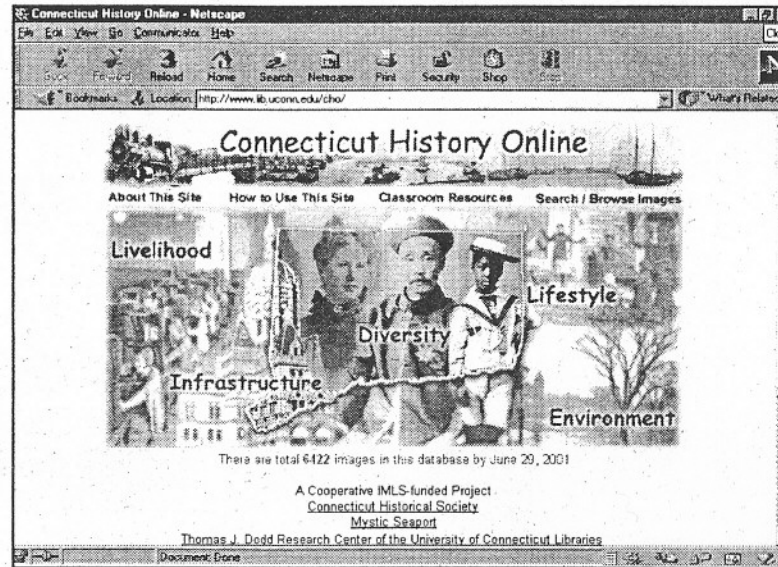 Connecticut History Online - Netscape
File Edit View Go Communicator Help
Back Forward Reload Home Search Netscape Print Security Shop Stop
Bookmarks Location: http://www.lib.uconn.edu/cho/ What's Related
Connecticut History Online
About This Site How to Use This Site Classroom Resources Search / Browse Images
Livelihood
Lifestyle
Diversity
Infrastructure
Environment
There are total 6422 images in this database by June 29, 2001
A Cooperative IMLS-funded Project
Connecticut Historical Society
Mystic Seaport
Thomas J. Dodd Research Center of the University of Connecticut Libraries
Document: Done